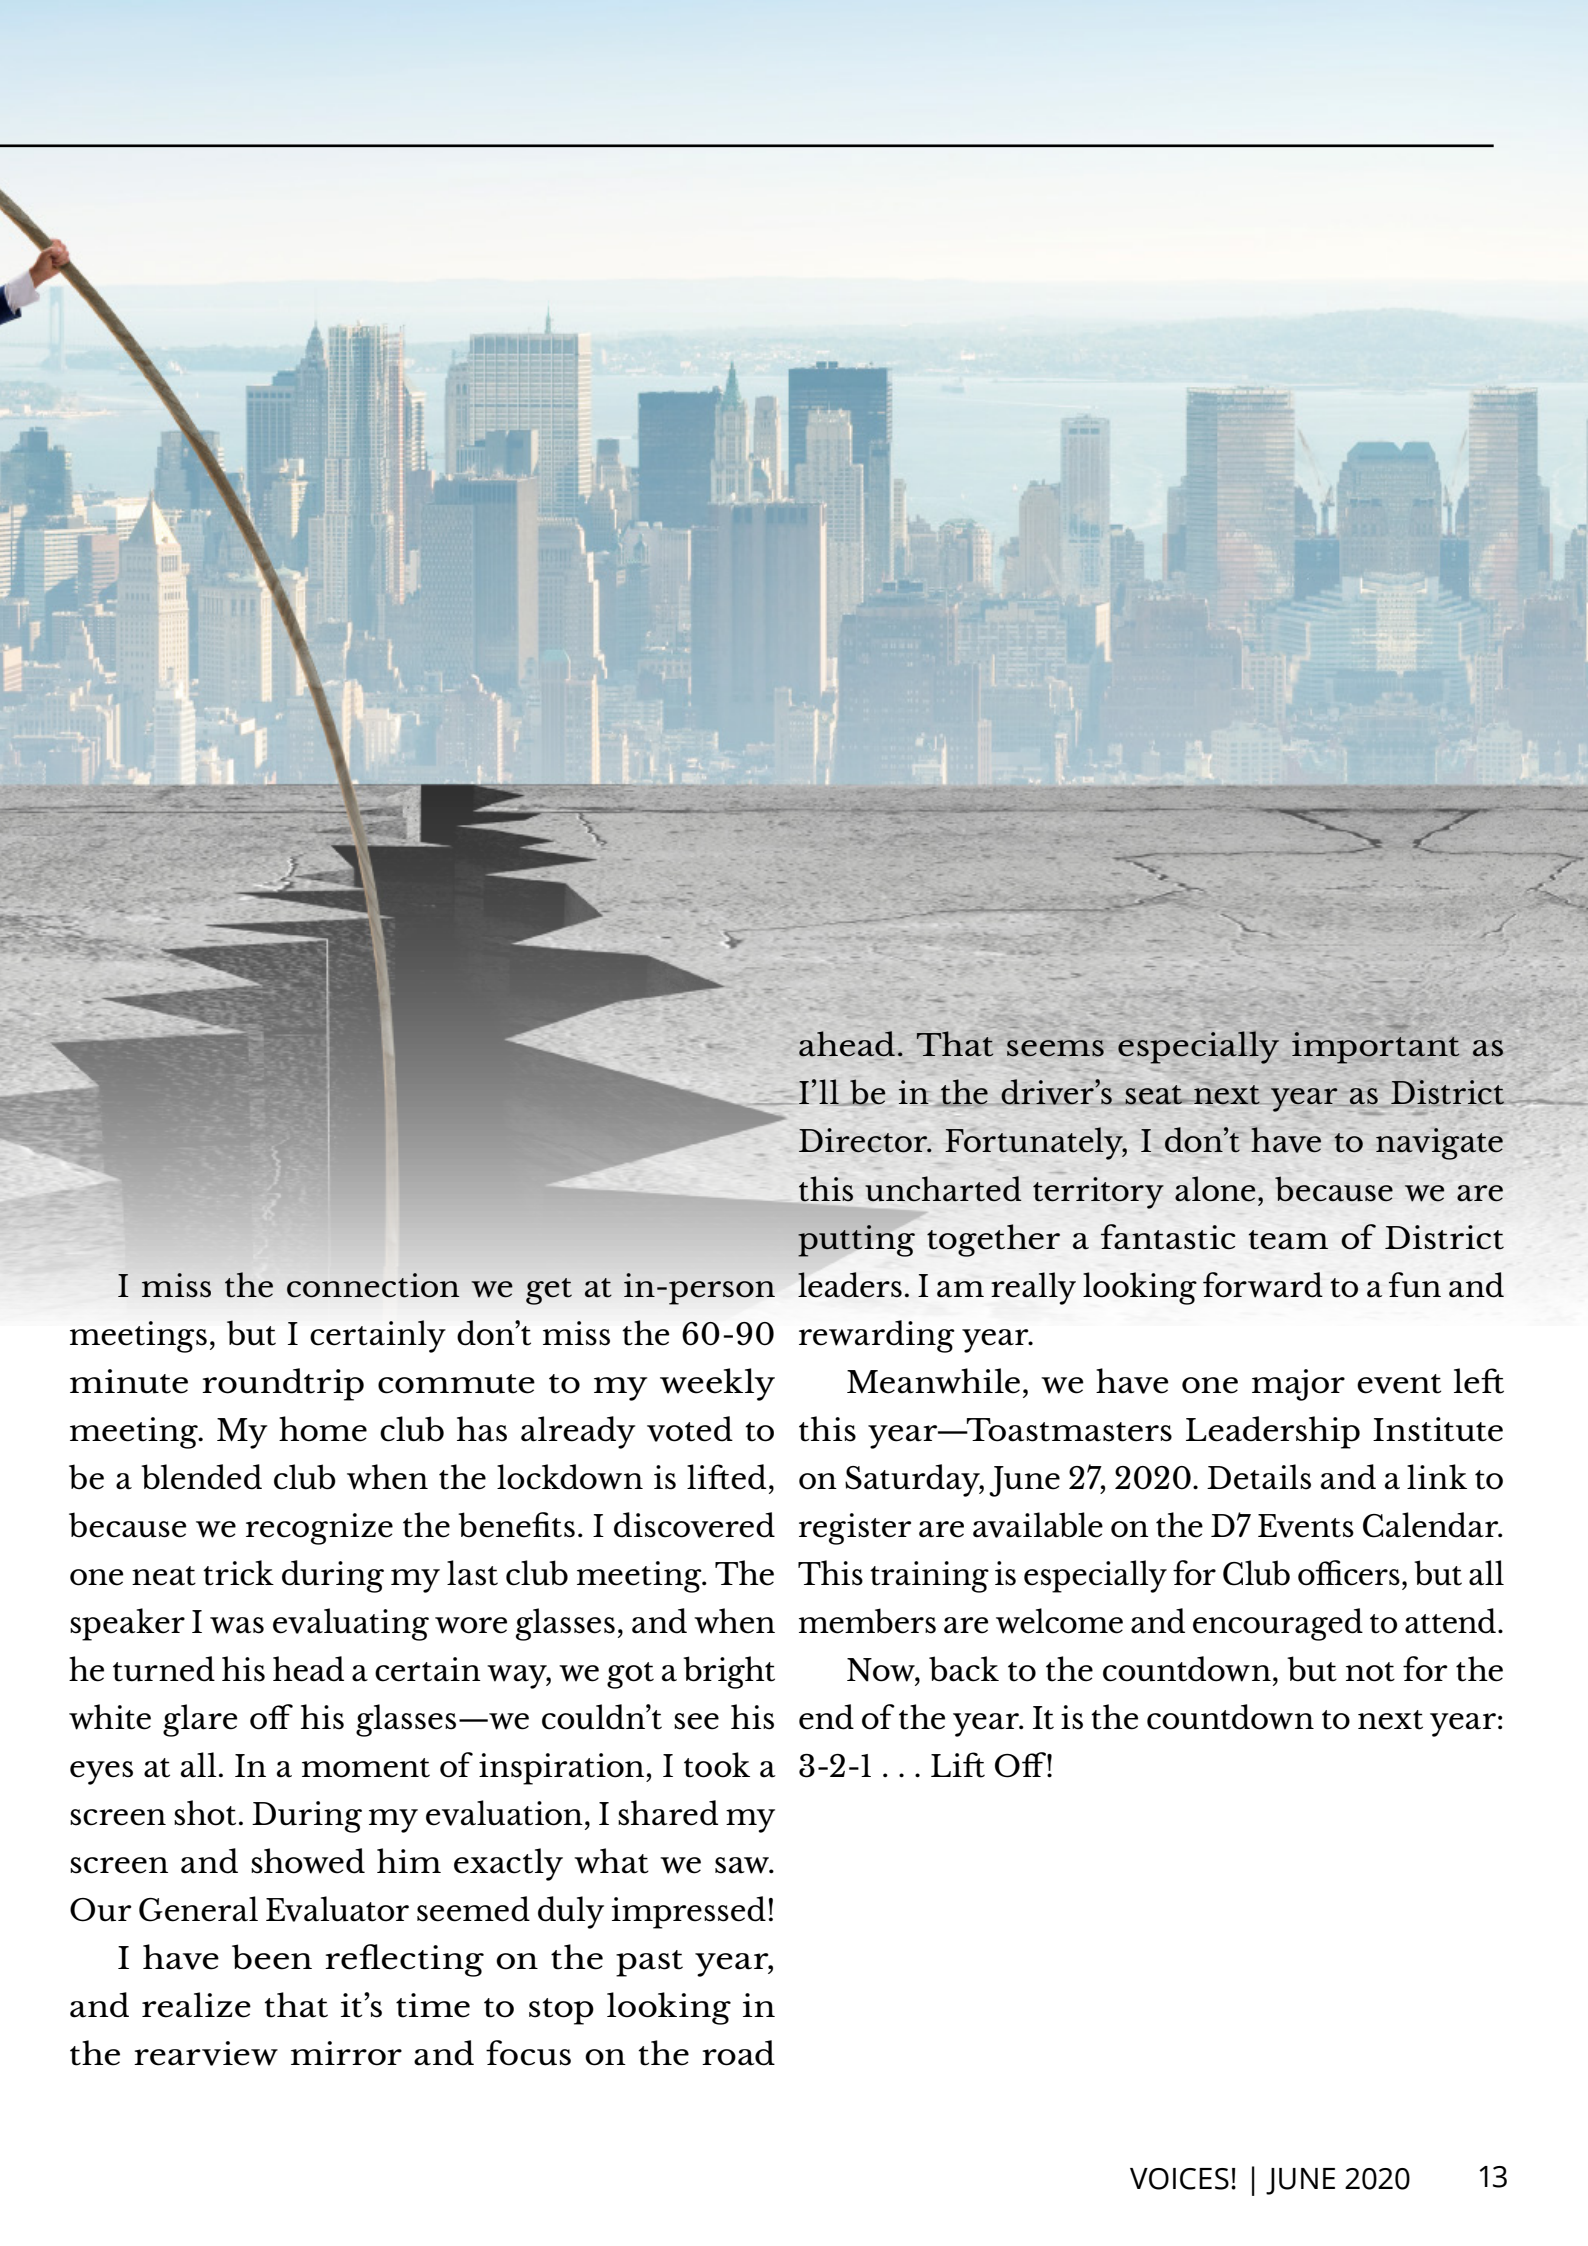 I miss the connection we get at in-person
meetings, but I certainly don’t miss the 60-90
minute roundtrip commute to my weekly
meeting. My home club has already voted to
be a blended club when the lockdown is lifted,
because we recognize the benefits. I discovered
one neat trick during my last club meeting. The
speaker I was evaluating wore glasses, and when
he turned his head a certain way, we got a bright
white glare off his glasses—we couldn’t see his
eyes at all. In a moment of inspiration, I took a
screen shot. During my evaluation, I shared my
screen and showed him exactly what we saw.
Our General Evaluator seemed duly impressed!
I have been reflecting on the past year,
and realize that it’s time to stop looking in
the rearview mirror and focus on the road
ahead. That seems especially important as
I’ll be in the driver’s seat next year as District
Director. Fortunately, I don’t have to navigate
this uncharted territory alone, because we are
putting together a fantastic team of District
leaders. I am really looking forward to a fun and
rewarding year.
Meanwhile, we have one major event left
this year—Toastmasters Leadership Institute
on Saturday, June 27, 2020. Details and a link to
register are available on the D7 Events Calendar.
This training is especially for Club officers, but all
members are welcome and encouraged to attend.
Now, back to the countdown, but not for the
end of the year. It is the countdown to next year:
3-2-1 . . . Lift Off!
VOICES! | JUNE 2020 13